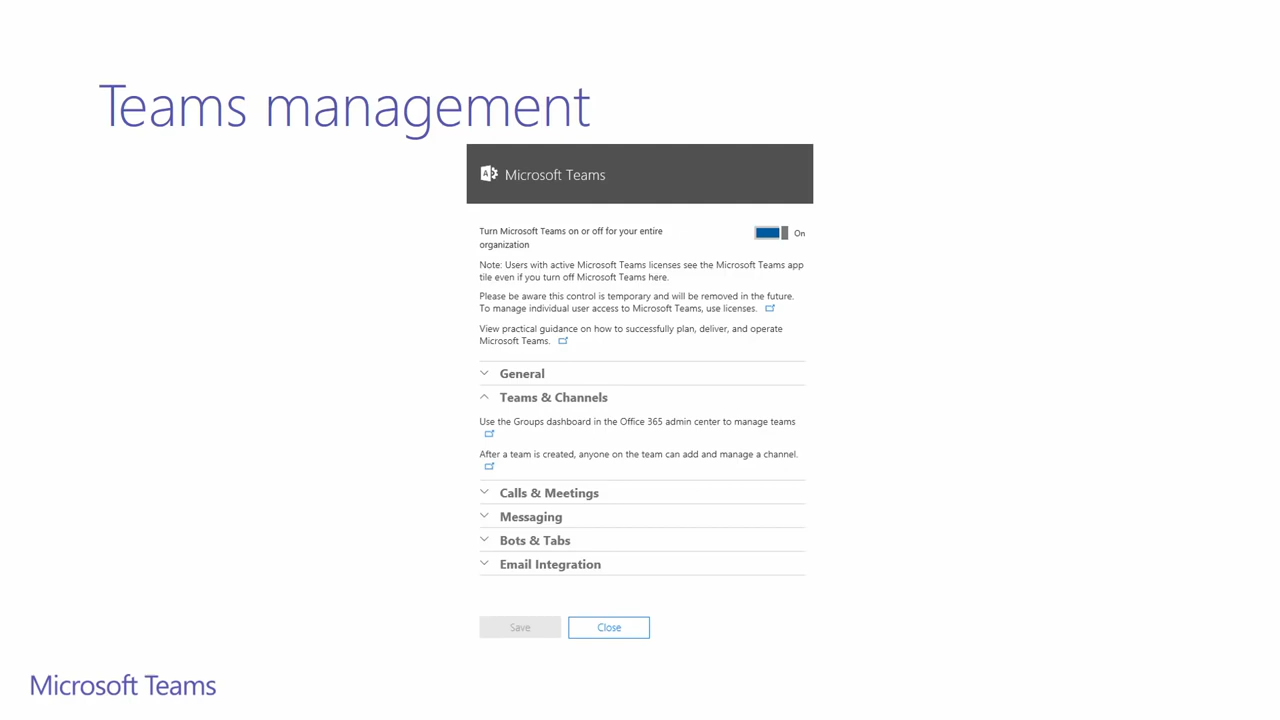 Teams management
Microsoft Teams
Turn Microsoft Teams on or off for your entire
organization
On
Note: Users with active Microsoft Teams licenses see the Microsoft Teams app
tile even if you turn off Microsoft Teams here.
Please be aware this control is temporary and will be removed in the future.
To manage individual user access to Microsoft Teams, use licenses.
View practical guidance on how to successfully plan, deliver, and operate
Microsoft Teams.
General
Teams & Channels
Use the Groups dashboard in the Office 365 admin center to manage teams
After a team is created, anyone on the team can add and manage a channel.
Calls & Meetings
Messaging
Bots & Tabs
Email Integration
Save
Close
Microsoft Teams